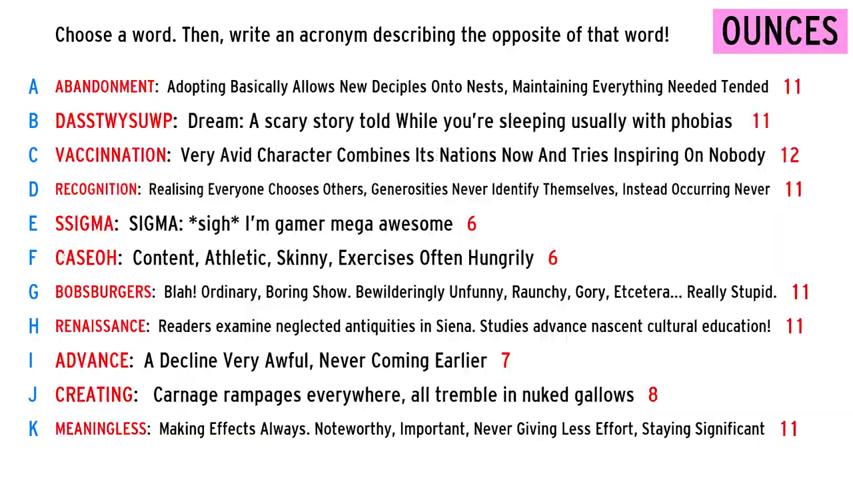 Choose a word. Then, write an acronym describing the opposite of that word!
OUNCES
A ABANDONMENT: Adopting Basically Allows New Deciples Onto Nests, Maintaining Everything Needed Tended 11
B DASSTWYSUWP: Dream: A scary story told While you're sleeping usually with phobias 11
C VACCINNATION: Very Avid Character Combines Its Nations Now And Tries Inspiring On Nobody 12
D RECOGNITION: Realising Everyone Chooses Others, Generosities Never Identify Themselves, Instead Occurring Never 11
E SSIGMA: SIGMA: *sigh* I'm gamer mega awesome 6
F CASEOH: Content, Athletic, Skinny, Exercises Often Hungrily 6
G BOBSBURGERS: Blah! Ordinary, Boring Show. Bewilderingly Unfunny, Raunchy, Gory, Etcetera... Really Stupid. 11
H RENAISSANCE: Readers examine neglected antiquities in Siena. Studies advance nascent cultural education! 11
I ADVANCE: A Decline Very Awful, Never Coming Earlier 7
J CREATING: Carnage rampages everywhere, all tremble in nuked gallows 8
K MEANINGLESS: Making Effects Always. Noteworthy, Important, Never Giving Less Effort, Staying Significant 11